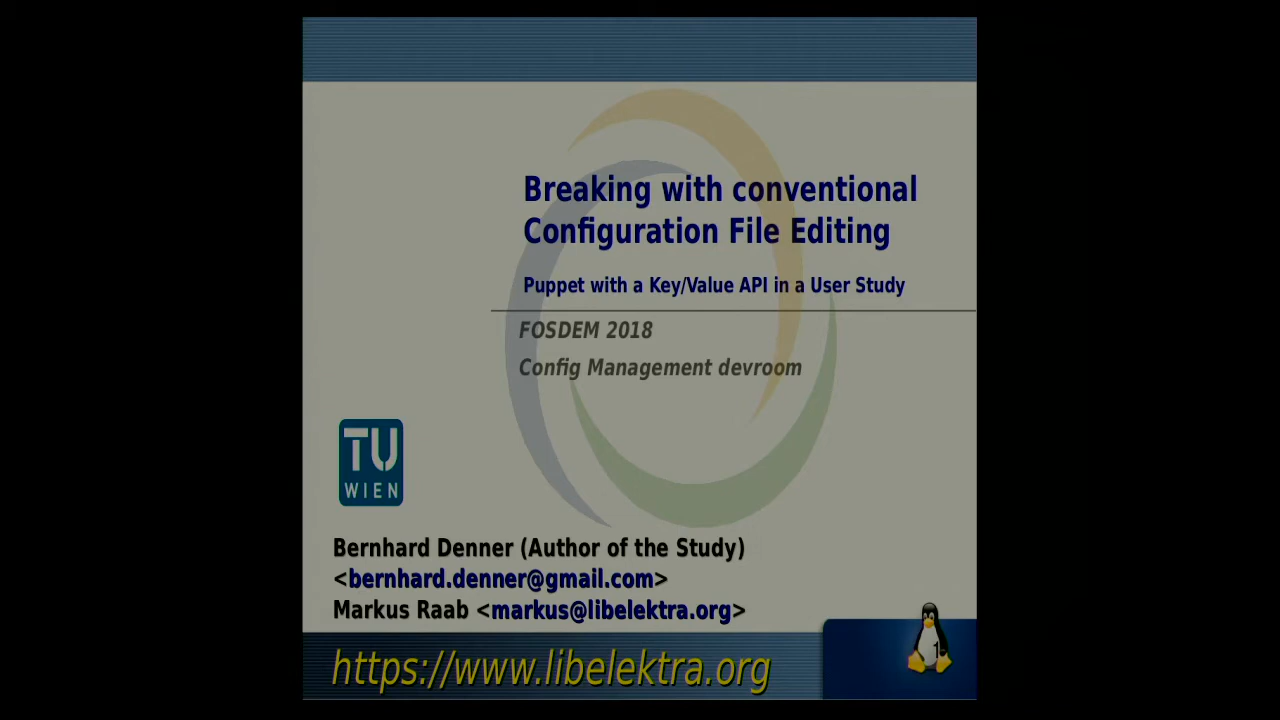 Breaking with conventional
Configuration File Editing
Puppet with a Key/Value API in a User Study
FOSDEM 2018
Config Management devroom
TU
WIEN
Bernhard Denner (Author of the Study)
<bernhard.denner@gmail.com>
Markus Raab <markus@libelektra.org>
https://www.libelektra.org
1